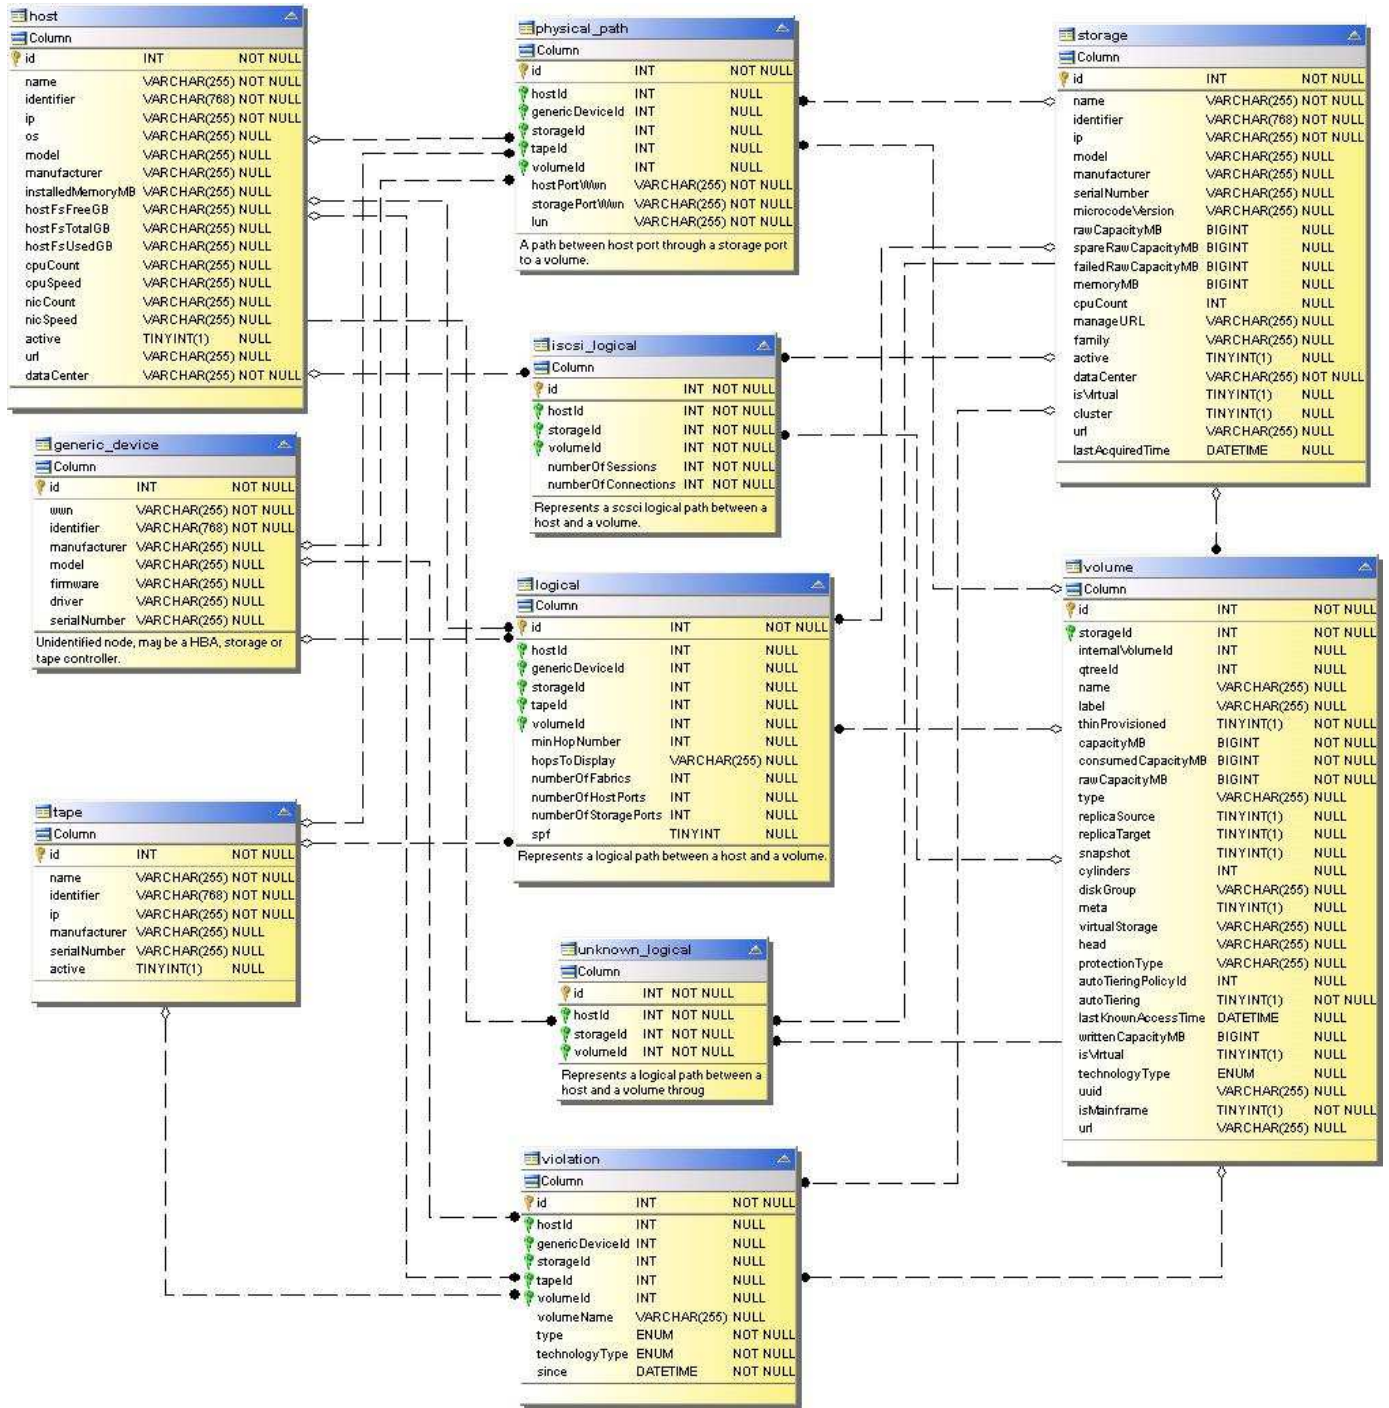 host
Column
id INT NOT NULL
name VARCHAR(255) NOT NULL
identifier VARCHAR(768) NOT NULL
ip VARCHAR(255) NOT NULL
os VARCHAR(255) NULL
model VARCHAR(255) NULL
manufacturer VARCHAR(255) NULL
installedMemoryMB VARCHAR(255) NULL
hostFsFreeGB VARCHAR(255) NULL
hostFsTotalGB VARCHAR(255) NULL
hostFsUsedGB VARCHAR(255) NULL
cpuCount VARCHAR(255) NULL
cpuSpeed VARCHAR(255) NULL
nicCount VARCHAR(255) NULL
nicSpeed VARCHAR(255) NULL
active TINYINT(1) NULL
url VARCHAR(255) NULL
dataCenter VARCHAR(255) NOT NULL
generic_device
Column
id INT NOT NULL
wwn VARCHAR(255) NOT NULL
identifier VARCHAR(768) NOT NULL
manufacturer VARCHAR(255) NULL
model VARCHAR(255) NULL
firmware VARCHAR(255) NULL
driver VARCHAR(255) NULL
serialNumber VARCHAR(255) NULL
Unidentified node, may be a HBA, storage or
tape controller.
tape
Column
id INT NOT NULL
name VARCHAR(255) NOT NULL
identifier VARCHAR(768) NOT NULL
ip VARCHAR(255) NOT NULL
manufacturer VARCHAR(255) NULL
serialNumber VARCHAR(255) NULL
active TINYINT(1) NULL
physical_path
Column
id INT NOT NULL
hostId INT NULL
genericDeviceId INT NULL
storageId INT NULL
tapeId INT NULL
volumeId INT NULL
hostPortWwn VARCHAR(255) NOT NULL
storagePortWwn VARCHAR(255) NOT NULL
lun VARCHAR(255) NOT NULL
A path between host port through a storage port
to a volume.
iscsi_logical
Column
id INT NOT NULL
hostId INT NOT NULL
storageId INT NOT NULL
volumeId INT NOT NULL
numberOfSessions INT NOT NULL
numberOfConnections INT NOT NULL
Represents a scsci logical path between a
host and a volume.
logical
Column
id INT NOT NULL
hostId INT NULL
genericDeviceId INT NULL
storageId INT NULL
tapeId INT NULL
volumeId INT NULL
minHopNumber INT NULL
hopsToDisplay VARCHAR(255) NULL
numberOfFabrics INT NULL
numberOfHostPorts INT NULL
numberOfStoragePorts INT NULL
spf TINYINT NULL
Represents a logical path between a host and a volume.
unknown_logical
Column
id INT NOT NULL
hostId INT NOT NULL
storageId INT NOT NULL
volumeId INT NOT NULL
Represents a logical path between a
host and a volume throug
violation
Column
id INT NOT NULL
hostId INT NULL
genericDeviceId INT NULL
storageId INT NULL
tapeId INT NULL
volumeId INT NULL
volumeName VARCHAR(255) NULL
type ENUM NOT NULL
technologyType ENUM NOT NULL
since DATETIME NOT NULL
storage
Column
id INT NOT NULL
name VARCHAR(255) NOT NULL
identifier VARCHAR(768) NOT NULL
ip VARCHAR(255) NOT NULL
model VARCHAR(255) NULL
manufacturer VARCHAR(255) NULL
serialNumber VARCHAR(255) NULL
microcodeVersion VARCHAR(255) NULL
rawCapacityMB BIGINT NULL
spareRawCapacityMB BIGINT NULL
failedRawCapacityMB BIGINT NULL
memoryMB BIGINT NULL
cpuCount INT NULL
manageURL VARCHAR(255) NULL
family VARCHAR(255) NULL
active TINYINT(1) NULL
dataCenter VARCHAR(255) NOT NULL
isVirtual TINYINT(1) NULL
cluster TINYINT(1) NULL
url VARCHAR(255) NULL
lastAcquiredTime DATETIME NULL
volume
Column
id INT NOT NULL
storageId INT NOT NULL
internalVolumeId INT NULL
qtreeId INT NULL
name VARCHAR(255) NULL
label VARCHAR(255) NULL
thinProvisioned TINYINT(1) NOT NULL
capacityMB BIGINT NOT NULL
consumedCapacityMB BIGINT NOT NULL
rawCapacityMB BIGINT NOT NULL
type VARCHAR(255) NULL
replicaSource TINYINT(1) NULL
replicaTarget TINYINT(1) NULL
snapshot TINYINT(1) NULL
cylinders INT NULL
diskGroup VARCHAR(255) NULL
meta TINYINT(1) NULL
virtualStorage VARCHAR(255) NULL
head VARCHAR(255) NULL
protectionType VARCHAR(255) NULL
autoTieringPolicyId INT NULL
autoTiering TINYINT(1) NOT NULL
lastKnownAccessTime DATETIME NULL
writtenCapacityMB BIGINT NULL
isVirtual TINYINT(1) NULL
technologyType ENUM NULL
uuid VARCHAR(255) NULL
isMainframe TINYINT(1) NOT NULL
url VARCHAR(255) NULL